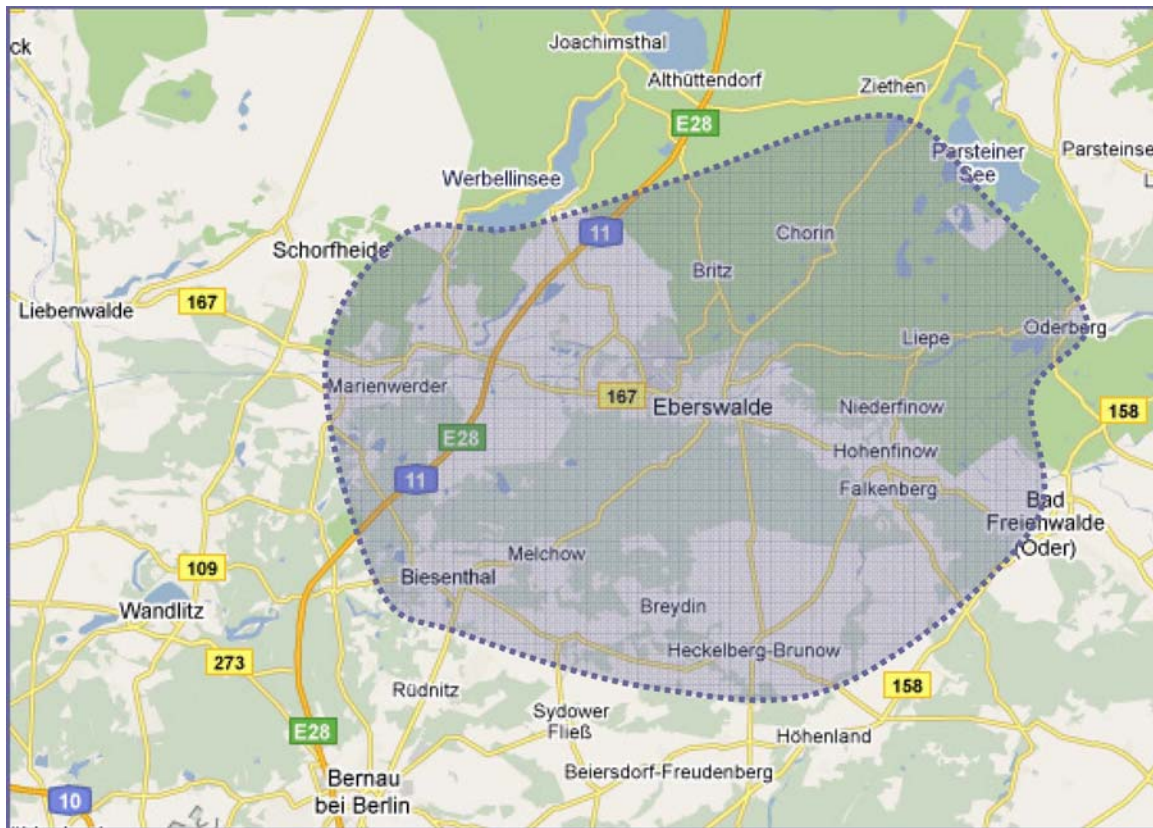 ck
Joachimsthal
Althüttendorf
Ziethen
E28
Parsteiner
See
Parsteinse
L
Werbellinsee
11
Chorin
Schorfheide
Britz
167
Liebenwalde
Liepe
Oderberg
Marienwerder
167
Eberswalde
Niederfinow
158
E28
Hohenfinow
11
Falkenberg
Bad
Freienwalde
(Oder)
Melchow
109
Biesenthal
Wandlitz
Breydin
Heckelberg-Brunow
273
Rüdnitz
158
Sydower
Fließ
E28
Höhenland
Beiersdorf-Freudenberg
Bernau
bei Berlin
10